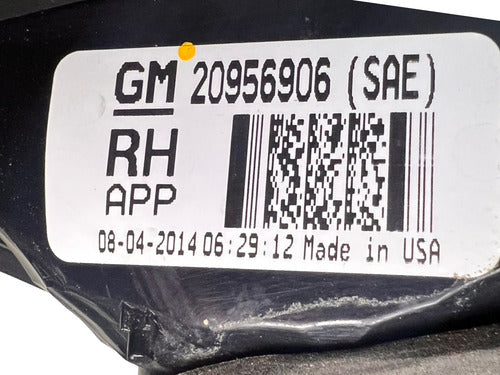 GM 20956906 (SAE)
RH
APP
08-04-2014 06:29:12 Made in USA